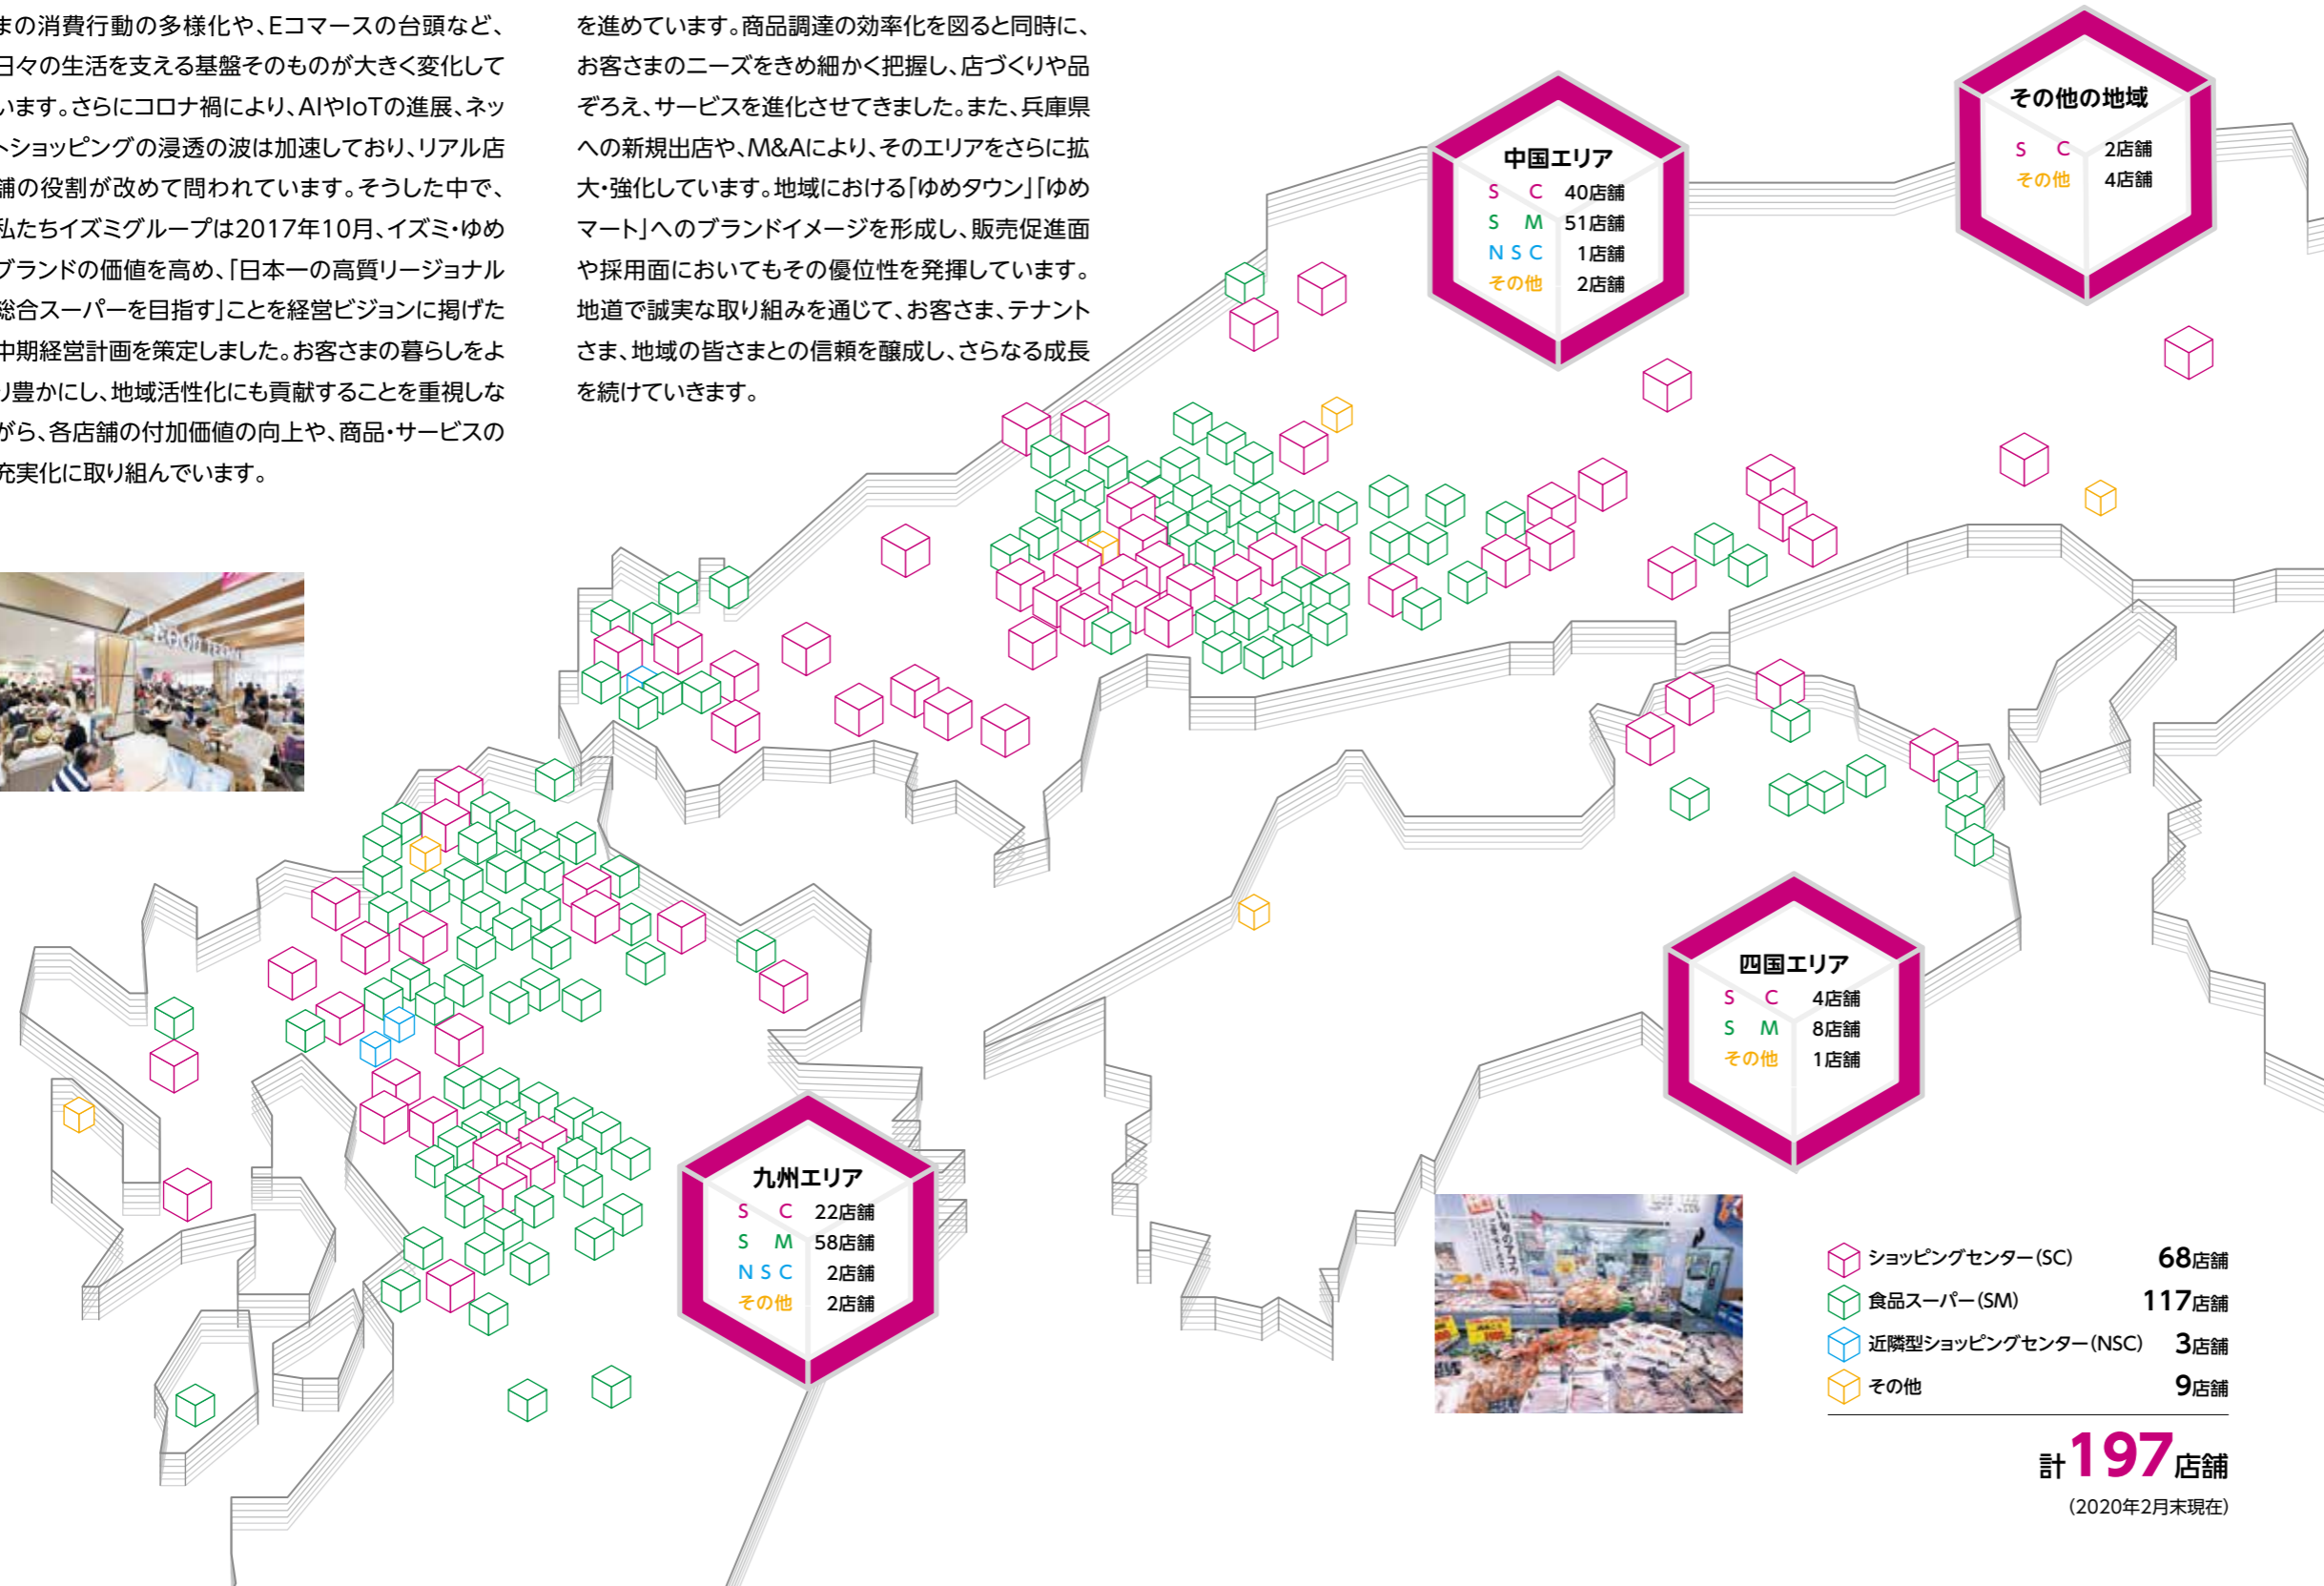 まの消費行動の多様化や、Eコマースの台頭など、
日々の生活を支える基盤そのものが大きく変化して
います。さらにコロナ禍により、AIやIoTの進展、ネッ
トショッピングの浸透の波は加速しており、リアル店
舗の役割が改めて問われています。そうした中で、
私たちイズミグループは2017年10月、イズミ・ゆめ
ブランドの価値を高め、「日本一の高質リージョナル
総合スーパーを目指す」ことを経営ビジョンに掲げた
中期経営計画を策定しました。お客さまの暮らしをよ
り豊かにし、地域活性化にも貢献することを重視しな
がら、各店舗の付加価値の向上や、商品・サービスの
充実化に取り組んでいます。
を進めています。商品調達の効率化を図ると同時に、
お客さまのニーズをきめ細かく把握し、店づくりや品
ぞろえ、サービスを進化させてきました。また、兵庫県
への新規出店や、M&Aにより、そのエリアをさらに拡
大・強化しています。地域における「ゆめタウン」「ゆめ
マート」へのブランドイメージを形成し、販売促進面
や採用面においてもその優位性を発揮しています。
地道で誠実な取り組みを通じて、お客さま、テナント
さま、地域の皆さまとの信頼を醸成し、さらなる成長
を続けていきます。
中国エリア
SC 40店舗
SM 51店舗
NSC 1店舗
その他 2店舗
その他の地域
SC 2店舗
その他 4店舗
四国エリア
SC 4店舗
SM 8店舗
その他 1店舗
九州エリア
SC 22店舗
SM 58店舗
NSC 2店舗
その他 2店舗
ショッピングセンター（SC） 68店舗
食品スーパー（SM） 117店舗
近隣型ショッピングセンター（NSC） 3店舗
その他 9店舗
計197店舗
（2020年2月末現在）